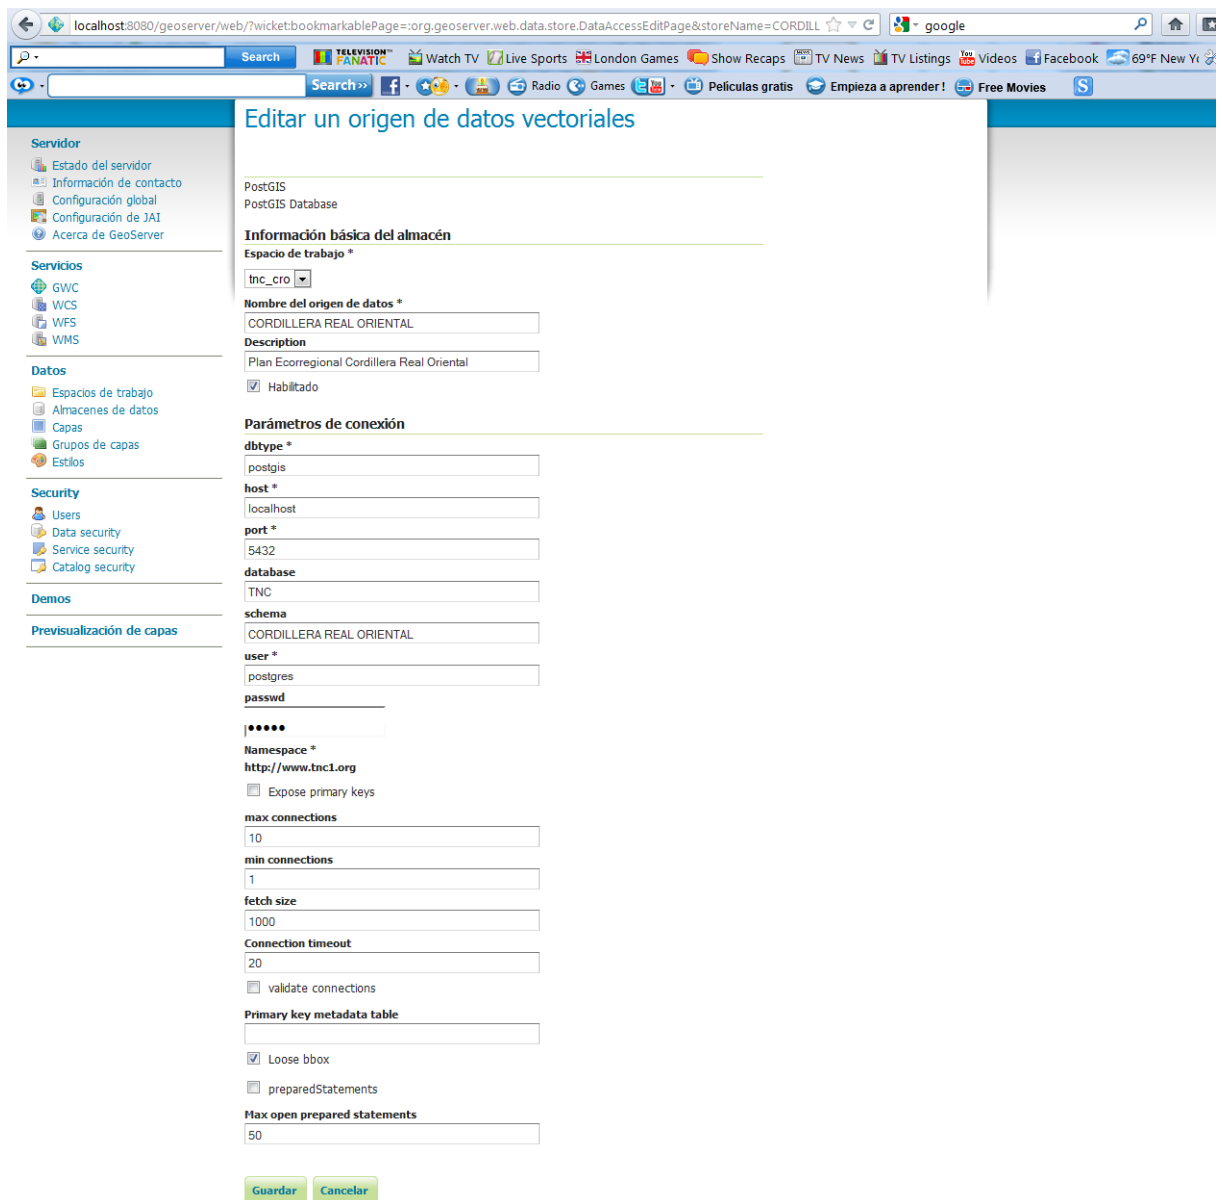 localhost:8080/geoserver/web/?wicket:bookmarkablePage=:org.geoserver.web.data.store.DataAccessEditPage&storeName=CORDILL
google
Search
TELEVISION FANATIC™
Watch TV
Live Sports
London Games
Show Recaps
TV News
TV Listings
Videos
Facebook
69°F New Yc
Search >>
Radio
Games
Peliculas gratis
Empieza a aprender !
Free Movies
S
Editar un origen de datos vectoriales
Servidor
Estado del servidor
Información de contacto
Configuración global
Configuración de JAI
Acerca de GeoServer
Servicios
GWC
WCS
WFS
WMS
Datos
Espacios de trabajo
Almacenes de datos
Capas
Grupos de capas
Estilos
Security
Users
Data security
Service security
Catalog security
Demos
Previsualización de capas
PostGIS
PostGIS Database
Información básica del almacén
Espacio de trabajo *
tnc_cro
Nombre del origen de datos *
CORDILLERA REAL ORIENTAL
Description
Plan Ecorregional Cordillera Real Oriental
Habilitado
Parámetros de conexión
dbtype *
postgis
host *
localhost
port *
5432
database
TNC
schema
CORDILLERA REAL ORIENTAL
user *
postgres
passwd
•••••
Namespace *
http://www.tnc1.org
Expose primary keys
max connections
10
min connections
1
fetch size
1000
Connection timeout
20
validate connections
Primary key metadata table
Loose bbox
preparedStatements
Max open prepared statements
50
Guardar
Cancelar